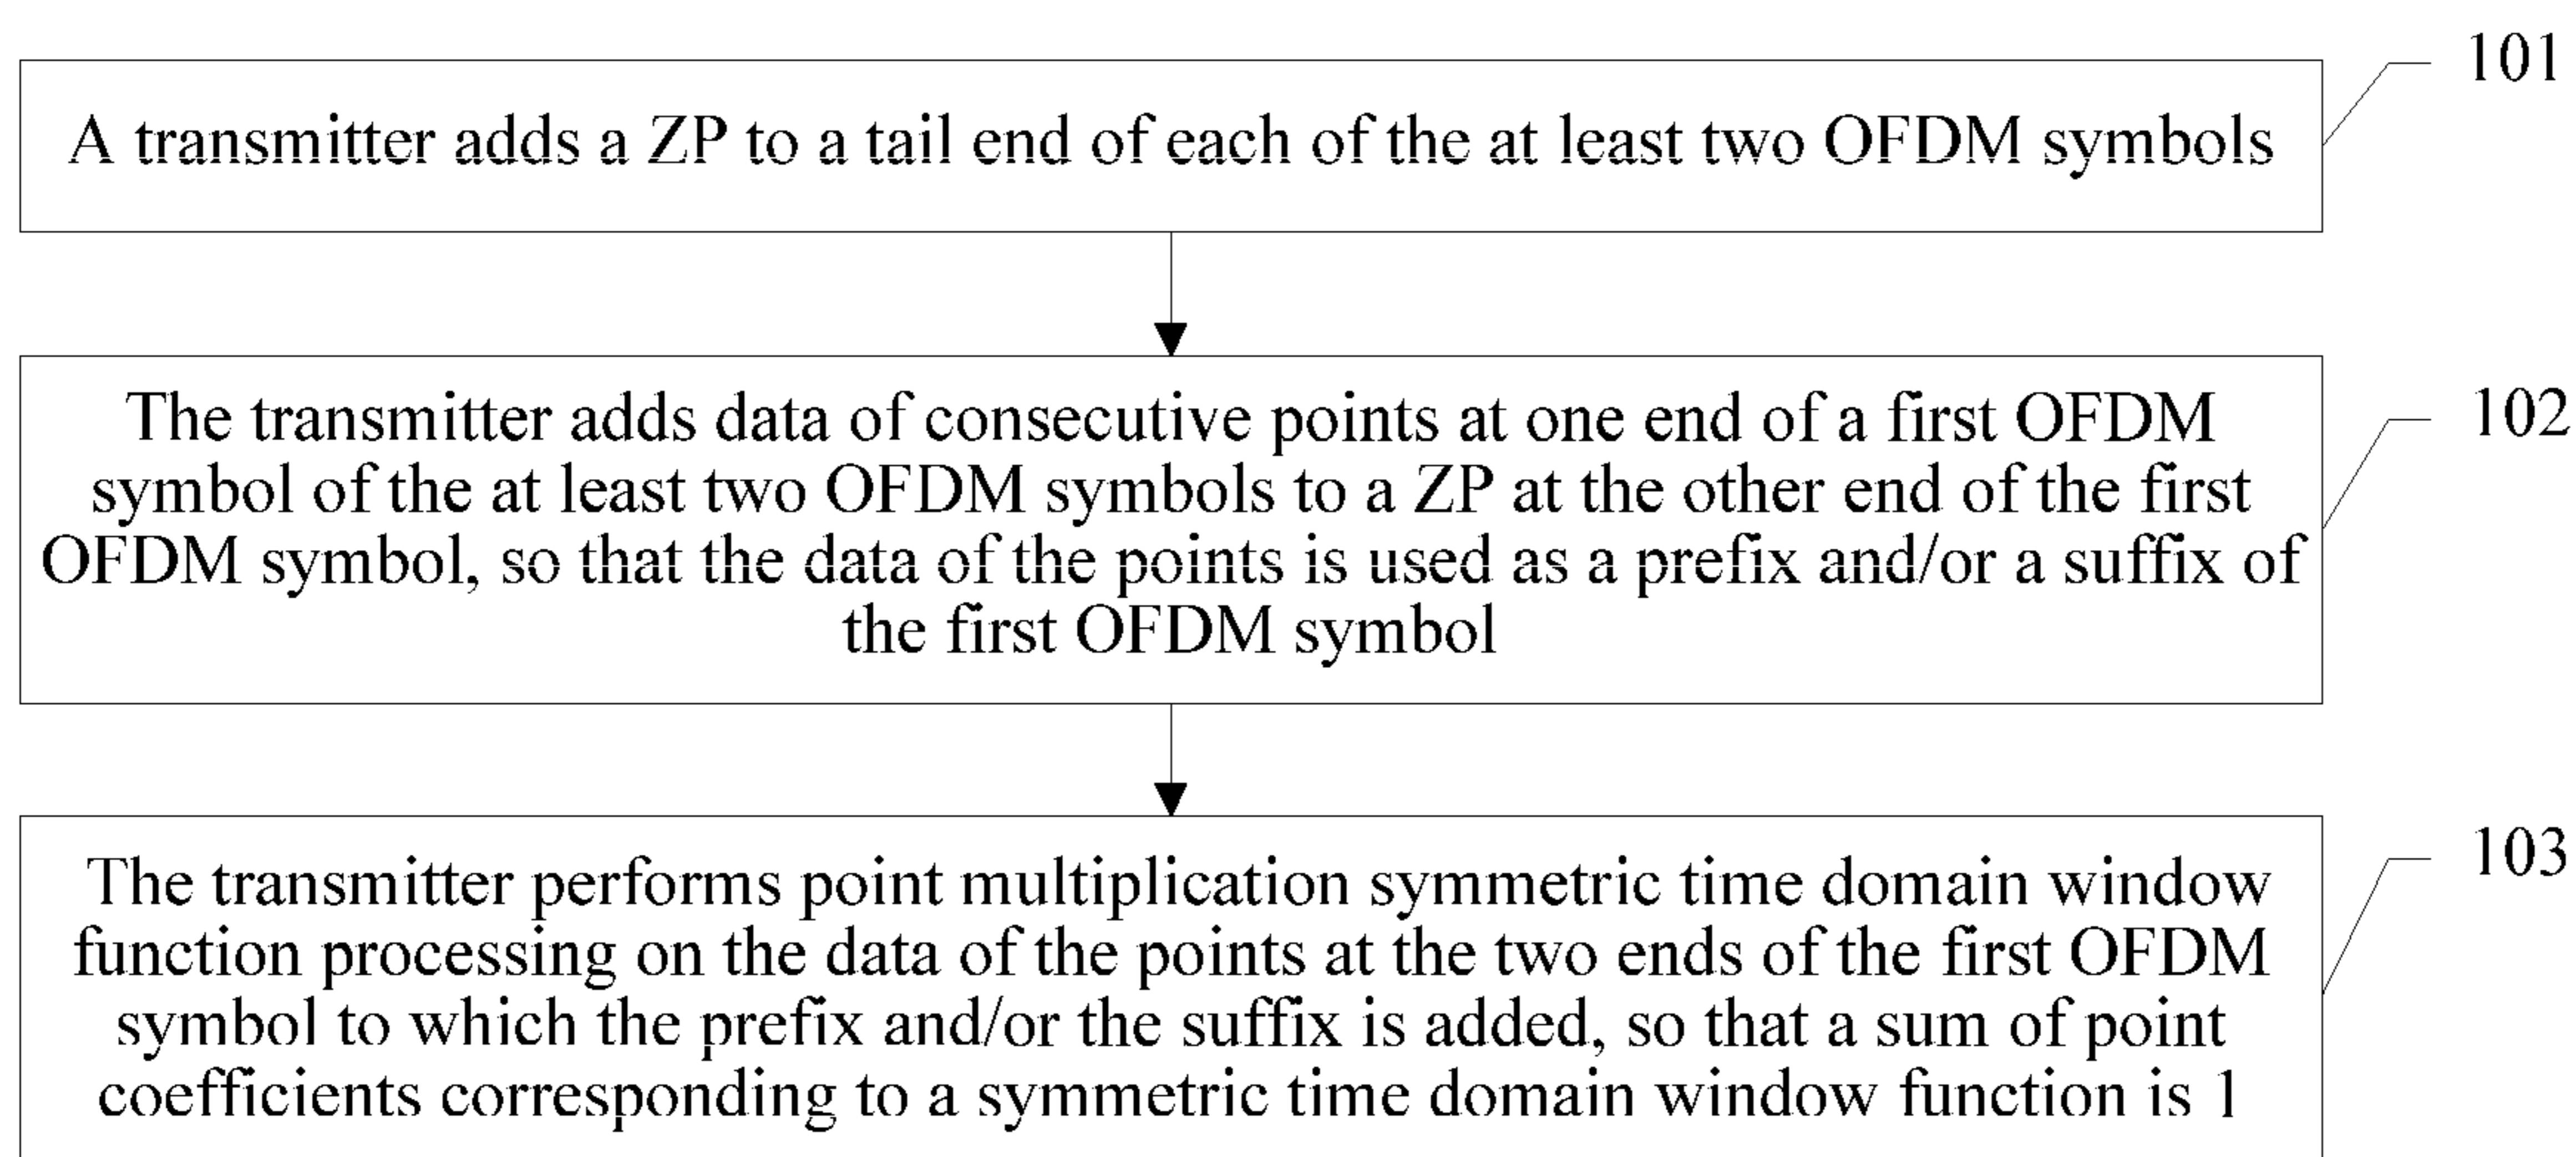 101
A transmitter adds a ZP to a tail end of each of the at least two OFDM symbols
102
The transmitter adds data of consecutive points at one end of a first OFDM
symbol of the at least two OFDM symbols to a ZP at the other end of the first
OFDM symbol, so that the data of the points is used as a prefix and/or a suffix of
the first OFDM symbol
103
The transmitter performs point multiplication symmetric time domain window
function processing on the data of the points at the two ends of the first OFDM
symbol to which the prefix and/or the suffix is added, so that a sum of point
coefficients corresponding to a symmetric time domain window function is 1